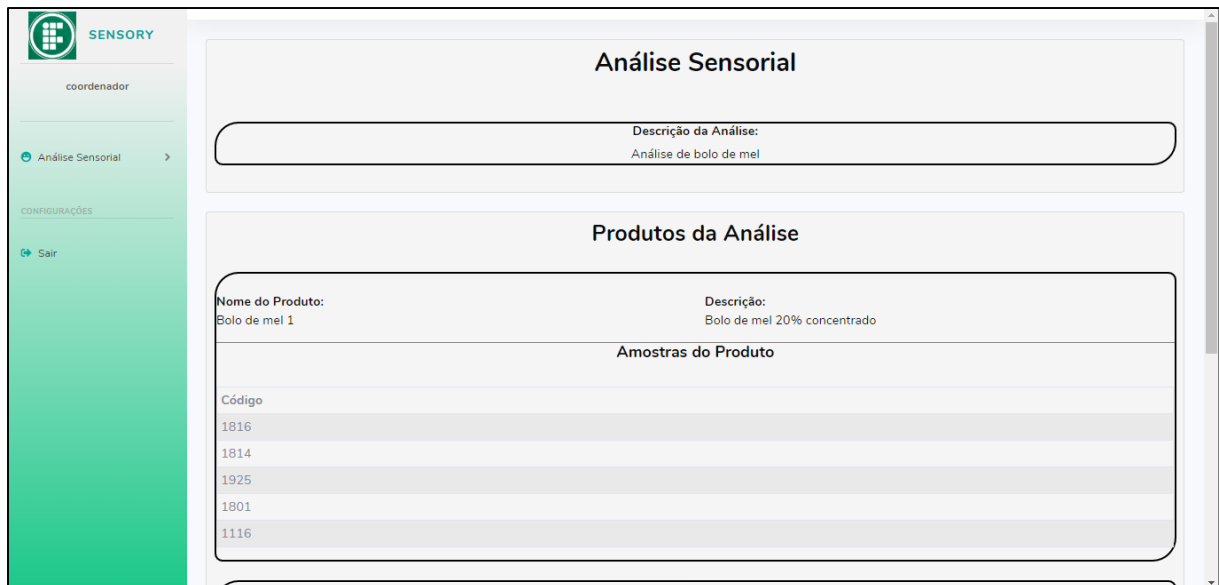 SENSORY
coordenador
Análise Sensorial
CONFIGURAÇÕES
Sair
Análise Sensorial
Descrição da Análise:
Análise de bolo de mel
Produtos da Análise
Nome do Produto:
Bolo de mel 1
Descrição:
Bolo de mel 20% concentrado
Amostras do Produto
Código
1816
1814
1925
1801
1116